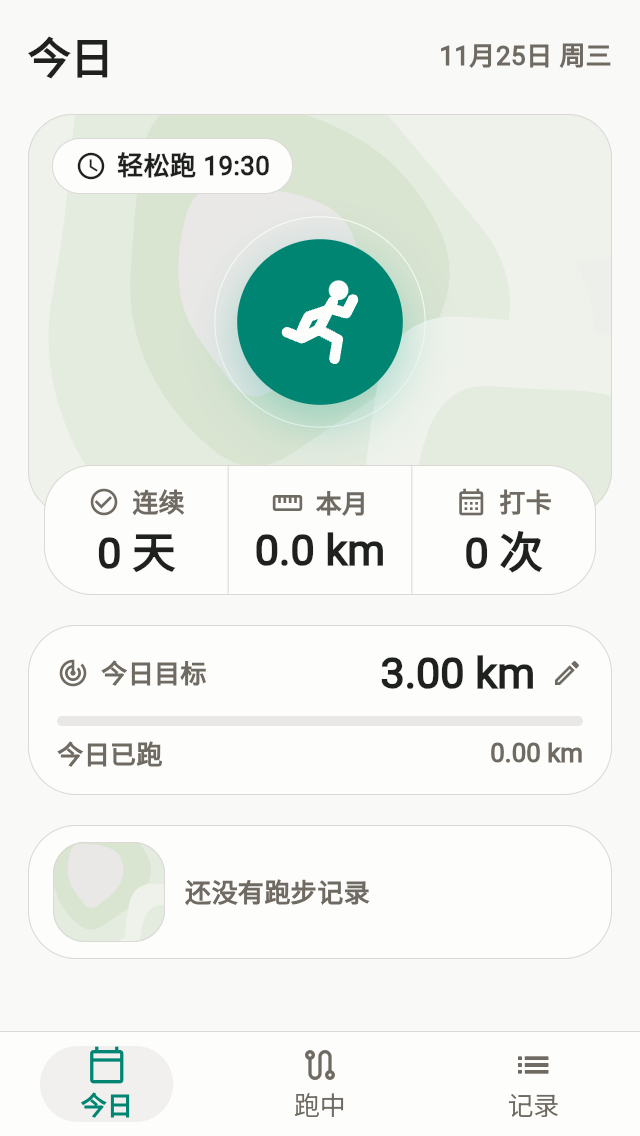 今日
11月25日 周三
轻松跑 19:30
连续
0 天
本月
0.0 km
打卡
0 次
今日目标
3.00 km
今日已跑
0.00 km
还没有跑步记录
今日
跑中
记录